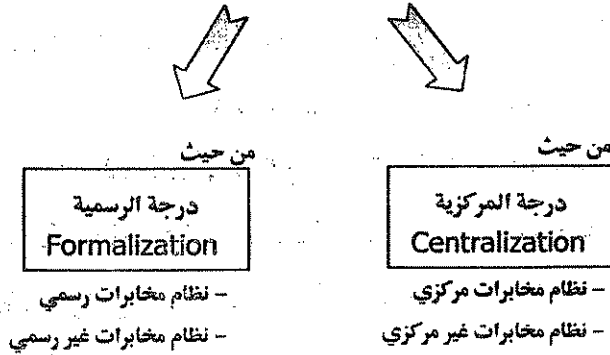 من حيث
درجة المركزية
Centralization
– نظام مخابرات مركزي
– نظام مخابرات غير مركزي
من حيث
درجة الرسمية
Formalization
– نظام مخابرات رسمي
– نظام مخابرات غير رسمي